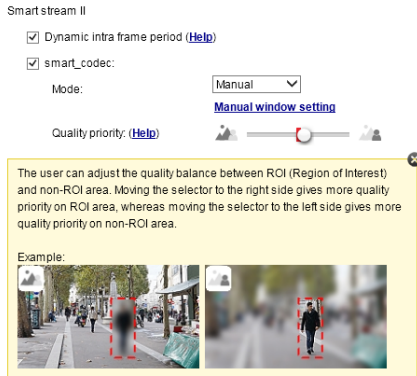 Smart stream II
Dynamic intra frame period (Help)
smart_codec:
Mode: Manual
Manual window setting
Quality priority: (Help)
The user can adjust the quality balance between ROI (Region of Interest)
and non-ROI area. Moving the selector to the right side gives more quality
priority on ROI area, whereas moving the selector to the left side gives more
quality priority on non-ROI area.
Example: